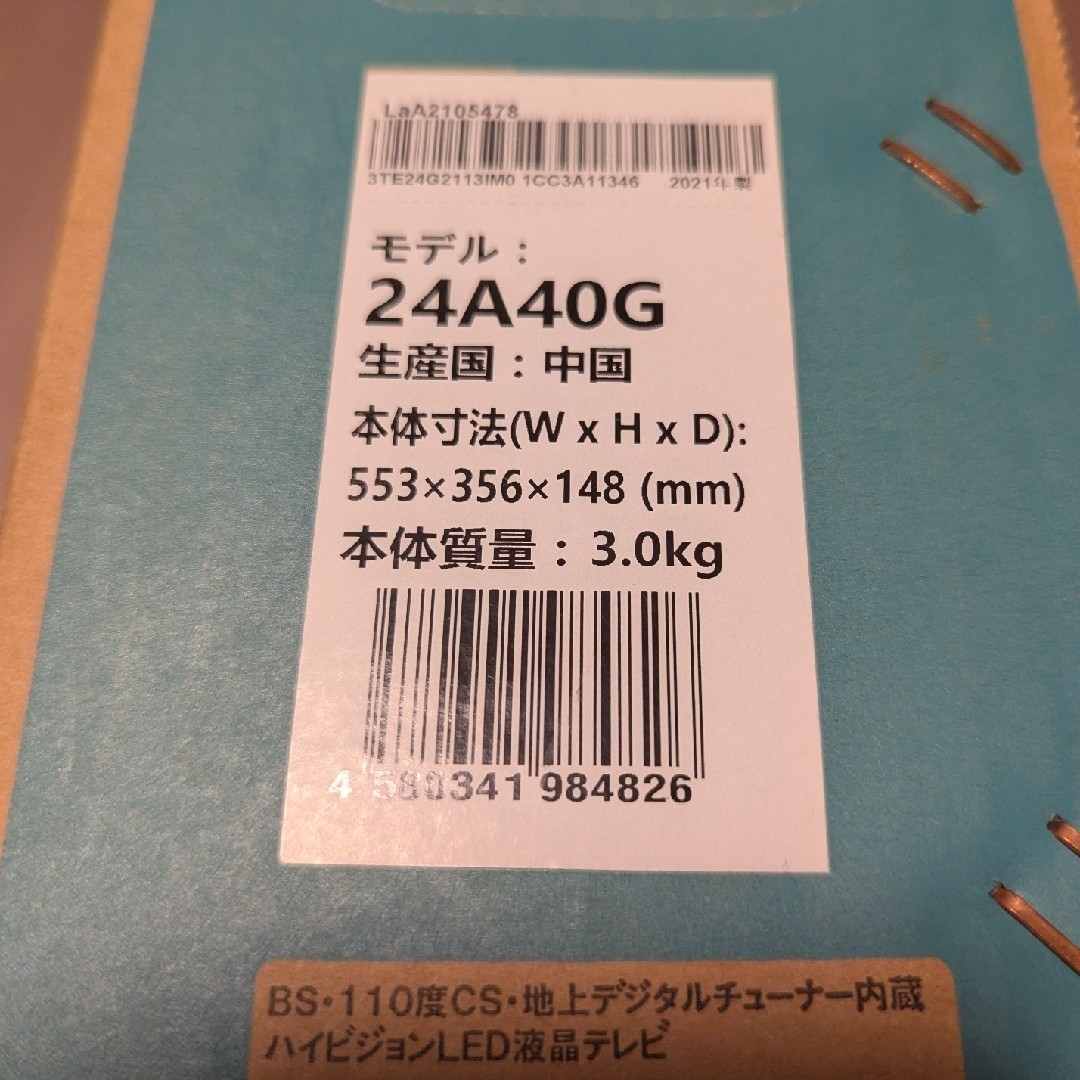 LaA2105478
3TE24G2113IM0 1CC3A11346 2021年製
モデル：
24A40G
生産国：中国
本体寸法(W x H x D):
553×356×148 (mm)
本体質量：3.0kg
4 580341 984826
BS・110度CS・地上デジタルチューナー内蔵
ハイビジョンLED液晶テレビ